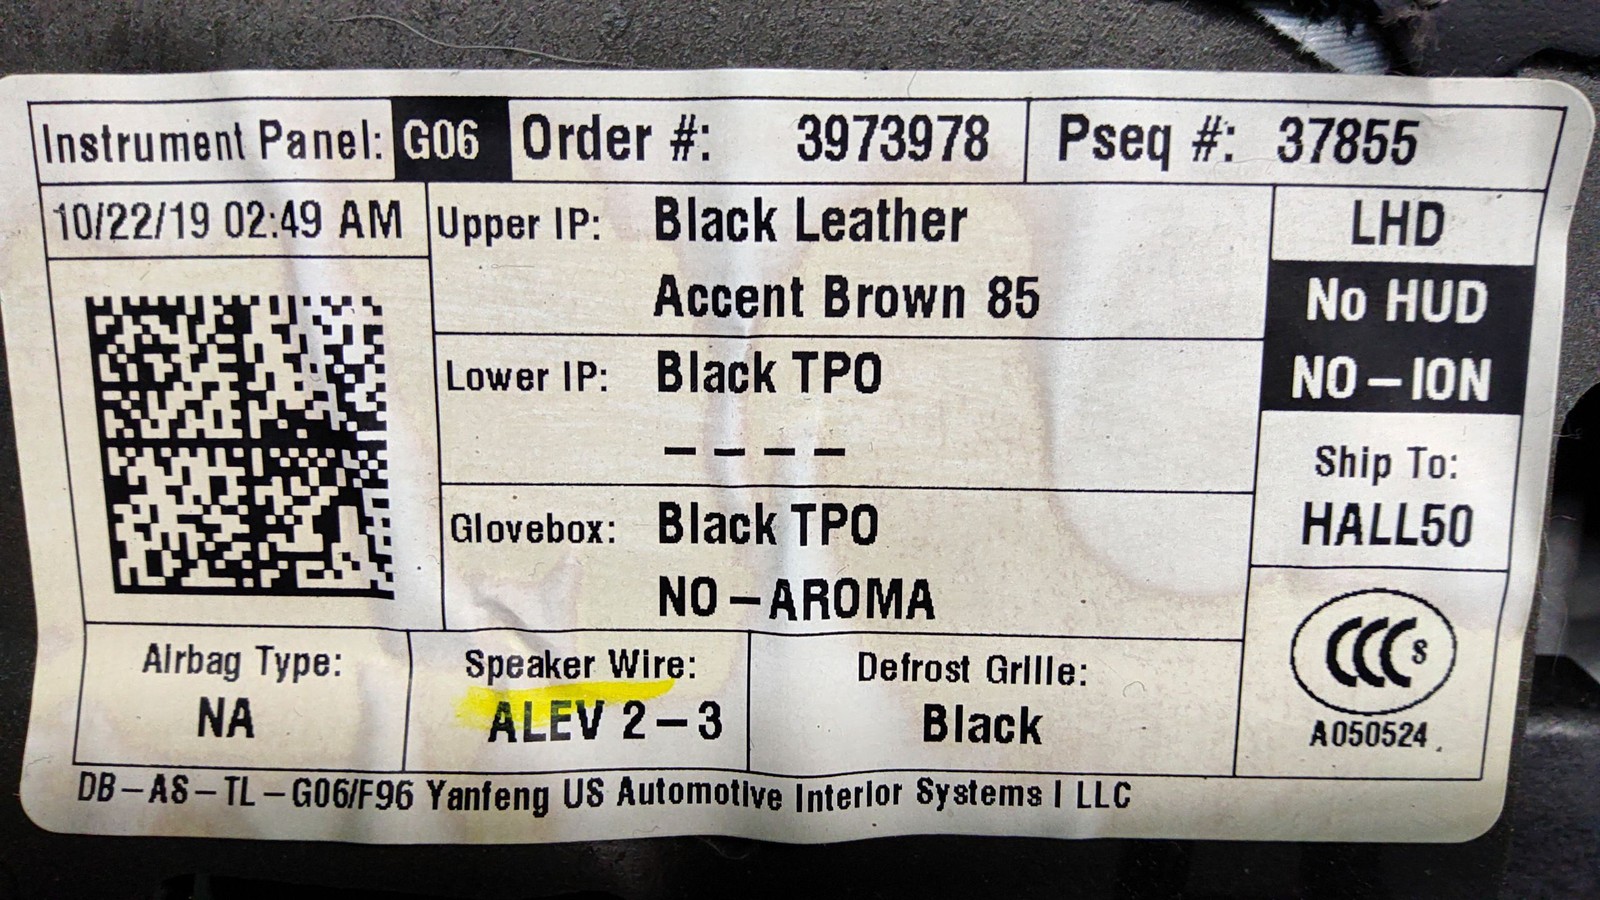 Instrument Panel: G06 Order #: 3973978 Pseq #: 37855
10/22/19 02:49 AM
Upper IP: Black Leather
Accent Brown 85
LHD
No HUD
NO-ION
Lower IP: Black TPO
----
Ship To:
HALL50
Glovebox: Black TPO
NO-AROMA
CCC S
A050524
Airbag Type:
NA
Speaker Wire:
ALEV 2-3
Defrost Grille:
Black
DB-AS-TL-G06/F96 Yanfeng US Automotive Interior Systems I LLC